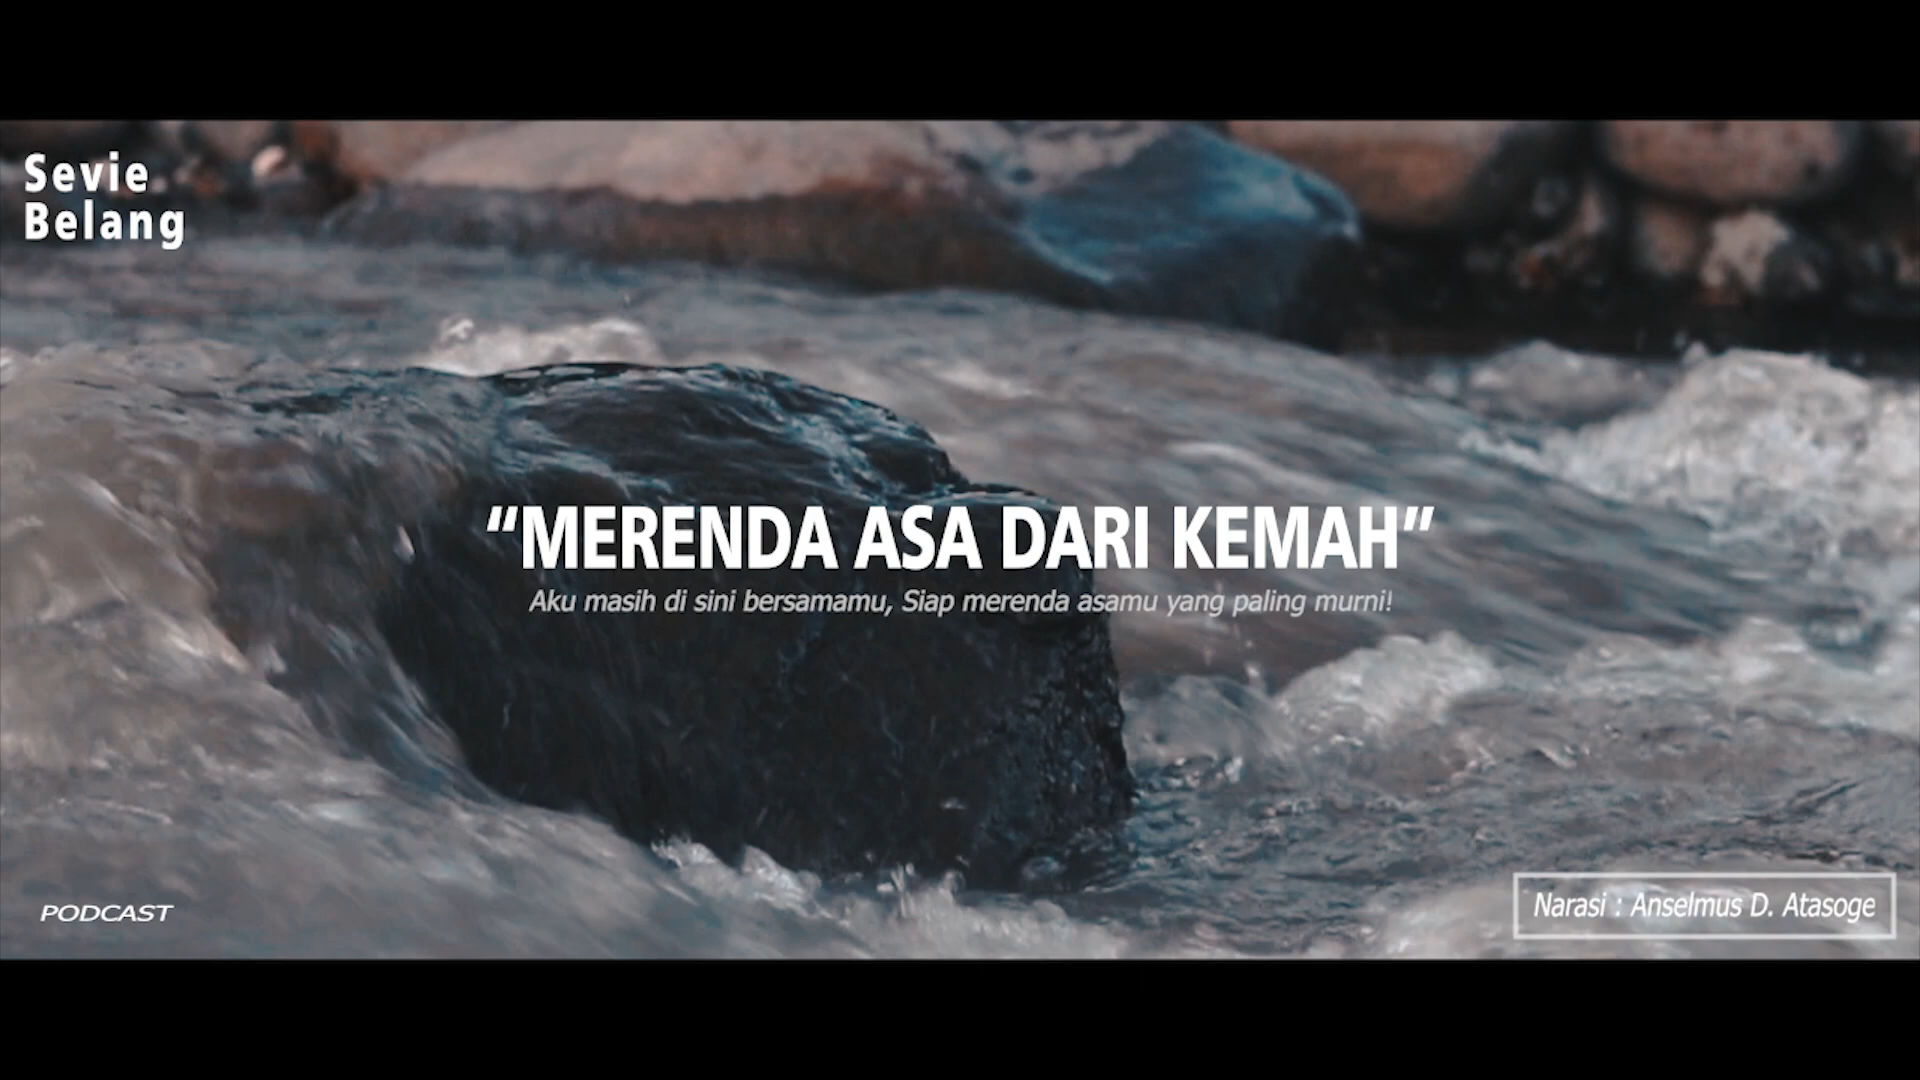 Sevie
Belang
“MERENDA ASA DARI KEMAH”
Aku masih di sini bersamamu, Siap merenda asamu yang paling murni!
PODCAST
Narasi : Anselmus D. Atasoge